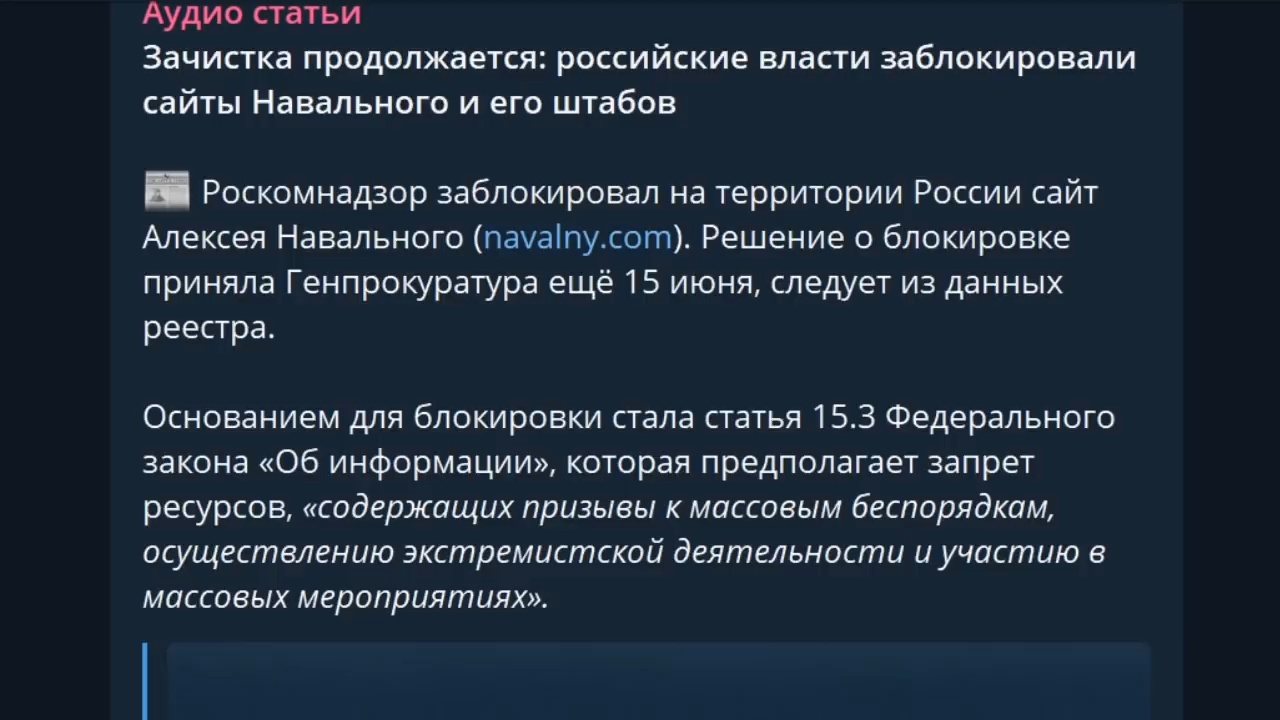 Аудио статьи
Зачистка продолжается: российские власти заблокировали
сайты Навального и его штабов
Роскомнадзор заблокировал на территории России сайт
Алексея Навального (navalny.com). Решение о блокировке
приняла Генпрокуратура ещё 15 июня, следует из данных
реестра.
Основанием для блокировки стала статья 15.3 Федерального
закона «Об информации», которая предполагает запрет
ресурсов, «содержащих призывы к массовым беспорядкам,
осуществлению экстремистской деятельности и участию в
массовых мероприятиях».